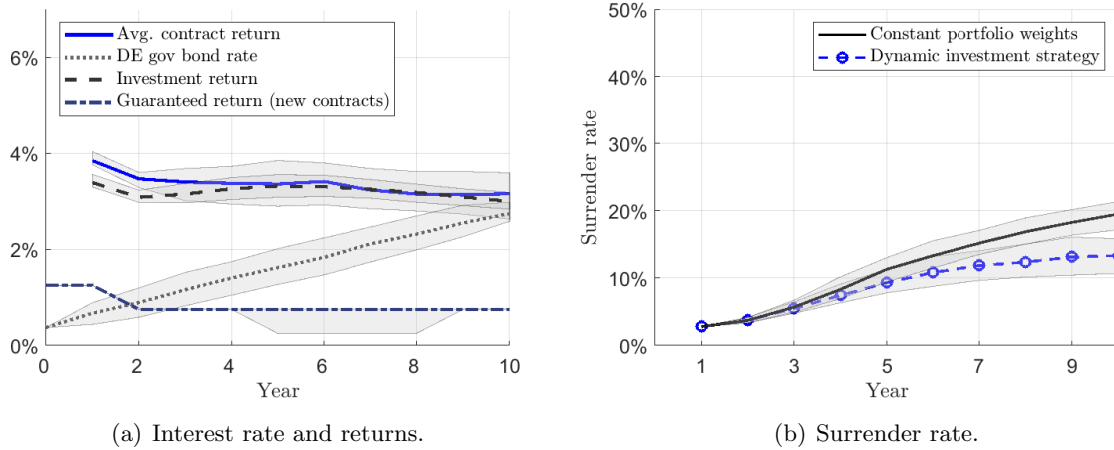 6%
4%
2%
0%
Avg. contract return
DE gov bond rate
Investment return
Guaranteed return (new contracts)
0 2 4 6 8 10
Year
(a) Interest rate and returns.
50%
40%
30%
20%
10%
0%
Surrender rate
Constant portfolio weights
Dynamic investment strategy
1 3 5 7 9
Year
(b) Surrender rate.